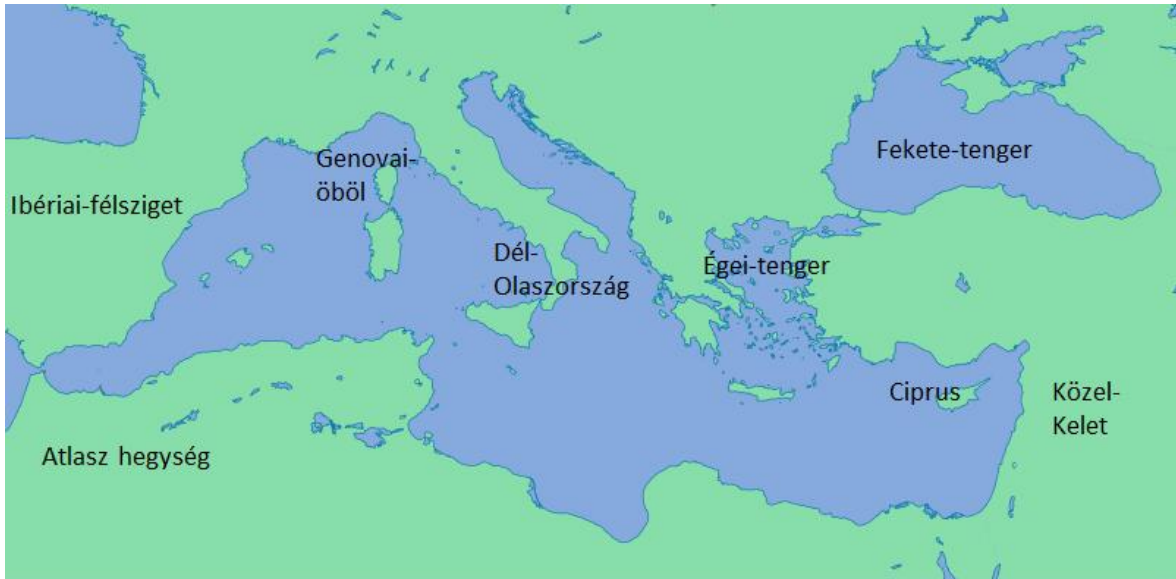 Fekete-tenger
Genovai-
öböl
Ibériai-félsziget
Dél-
Olaszország
Égei-tenger
Ciprus
Közel-
Kelet
Atlasz hegység